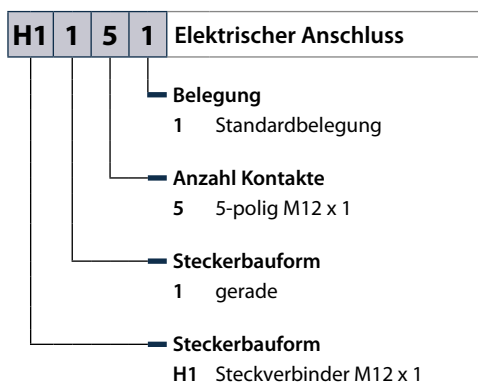 H1 1 5 1 Elektrischer Anschluss
Belegung
1 Standardbelegung
Anzahl Kontakte
5 5-polig M12 x 1
Steckerbauform
1 gerade
Steckerbauform
H1 Steckverbinder M12 x 1